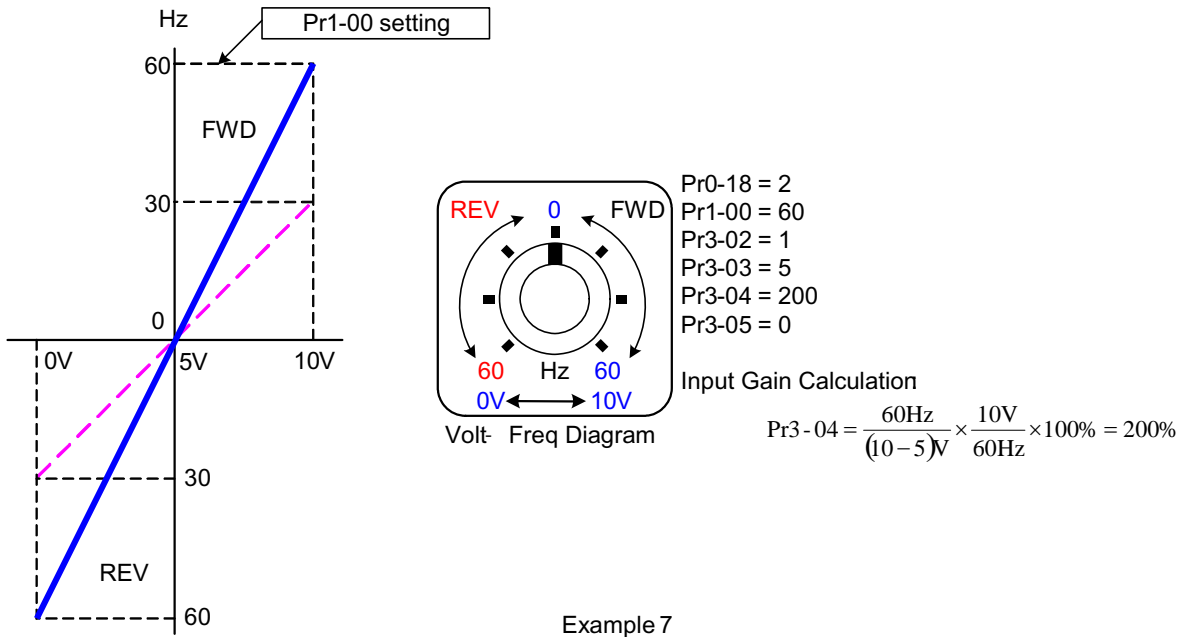 Hz
Pr1-00 setting
60
FWD
30
0
0V
5V
10V
30
REV
60
REV
0
FWD
60
Hz
60
0V
10V
Volt- Freq Diagram
Pr0-18 = 2
Pr1-00 = 60
Pr3-02 = 1
Pr3-03 = 5
Pr3-04 = 200
Pr3-05 = 0
Input Gain Calculation:
Pr3-04 = 60Hz/(10−5)V × 10V/60Hz ×100% = 200%
Example 7